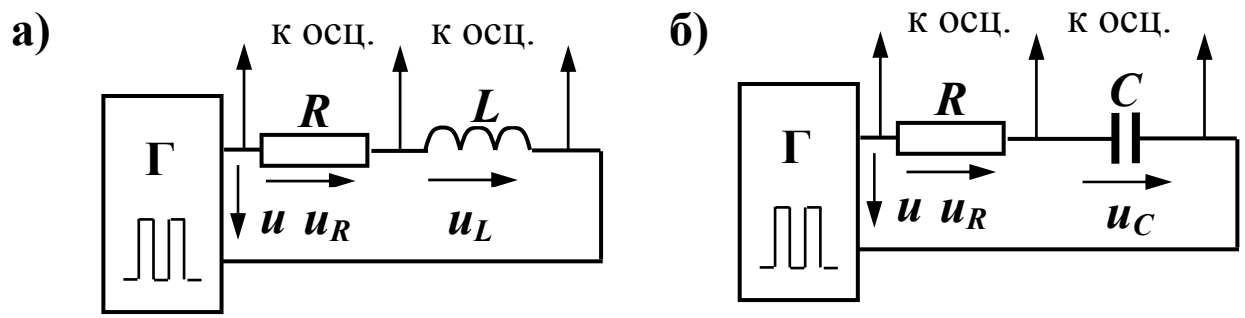 а) к осц. к осц.
R L
Г
u u_R u_L
б) к осц. к осц.
R C
Г
u u_R u_C